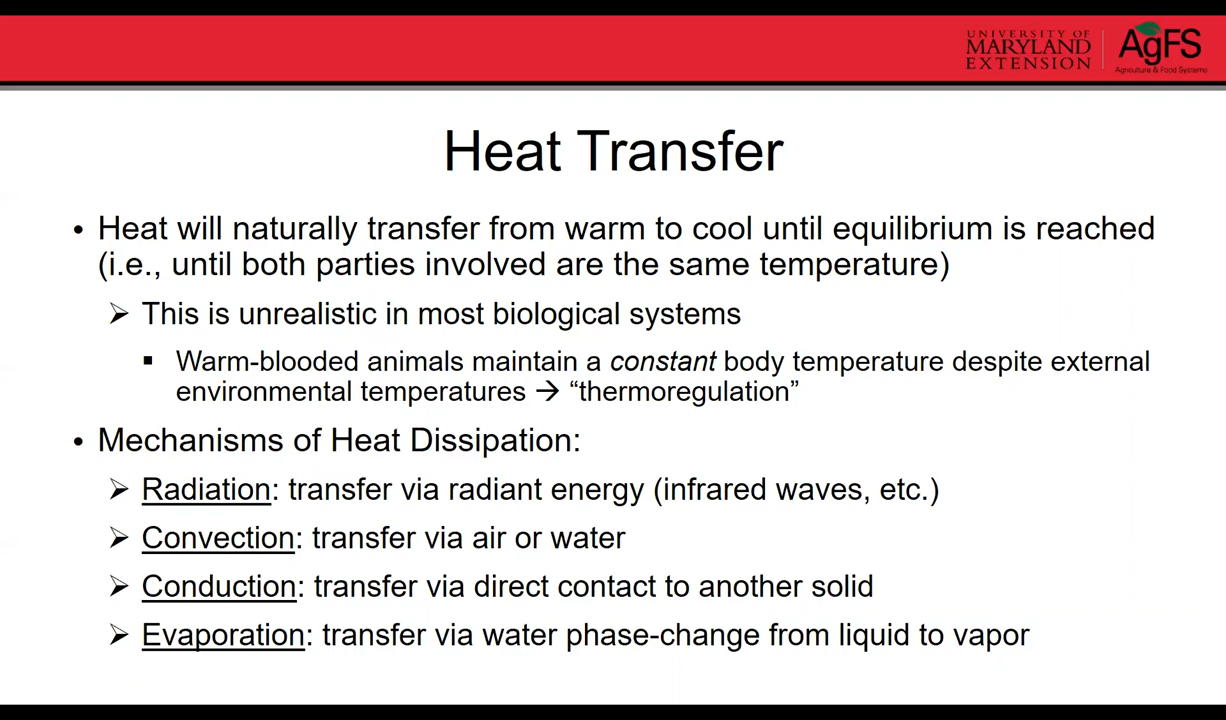 UNIVERSITY OF
MARYLAND
EXTENSION
AgFS
Agriculture & Food Systems
Heat Transfer
• Heat will naturally transfer from warm to cool until equilibrium is reached
(i.e., until both parties involved are the same temperature)
➢ This is unrealistic in most biological systems
▪ Warm-blooded animals maintain a constant body temperature despite external
environmental temperatures → “thermoregulation”
• Mechanisms of Heat Dissipation:
➢ Radiation: transfer via radiant energy (infrared waves, etc.)
➢ Convection: transfer via air or water
➢ Conduction: transfer via direct contact to another solid
➢ Evaporation: transfer via water phase-change from liquid to vapor